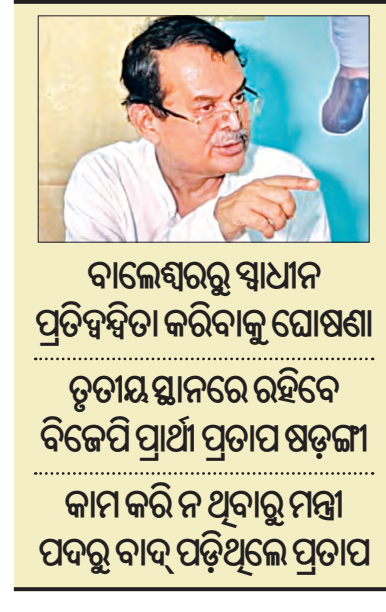 ବାଲେଶ୍ୱରରୁ ସ୍ୱାଧୀନ
ପ୍ରତିଦ୍ୱନ୍ଦ୍ୱିତା କରିବାକୁ ଘୋଷଣା
ତୃତୀୟ ସ୍ଥାନରେ ରହିବେ
ବିଜେପି ପ୍ରାର୍ଥୀ ପ୍ରତାପ ଷଡ଼ଙ୍ଗୀ
କାମ କରି ନ ଥିବାରୁ ମନ୍ତ୍ରୀ
ପଦରୁ ବାଦ୍ ପଡ଼ିଥିଲେ ପ୍ରତାପ